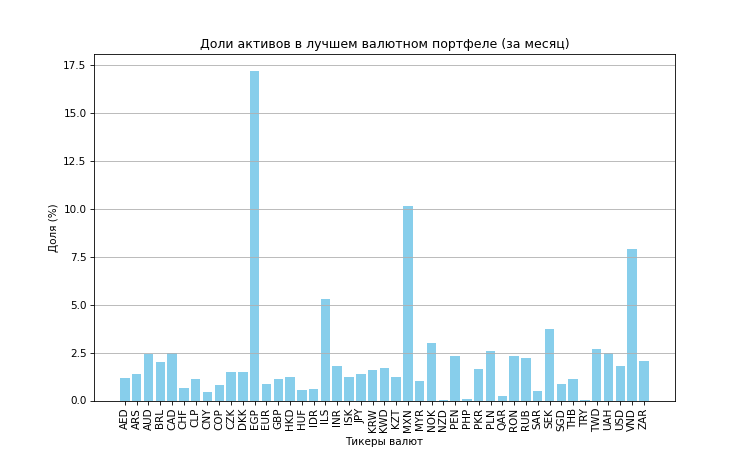 Доли активов в лучшем валютном портфеле (за месяц)
17.5
15.0
12.5
10.0
7.5
5.0
2.5
0.0
Доля (%)
AED ARS AUD BRL CAD CHF CLP CNY COP CZK DKK EGP EUR GBP HKD HUF IDR ILS INR ISK JPY KRW KWD KZT MXN MYR NOK NZD PEN PHP PKR PLN QAR RON RUB SAR SEK SGD THB TRY TWD UAH USD VND ZAR
Тикеры валют